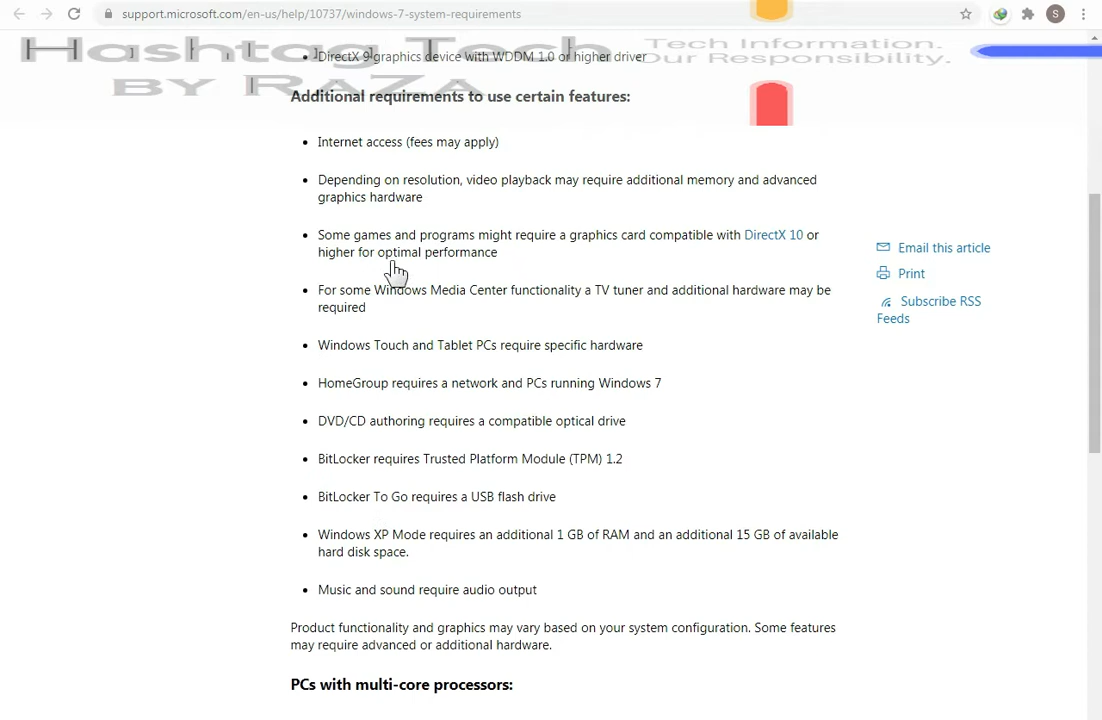 support.microsoft.com/en-us/help/10737/windows-7-system-requirements
S
Hashtag Tech
BY RAZA
Tech Information.
Our Responsibility.
• DirectX 9 graphics device with WDDM 1.0 or higher driver
Additional requirements to use certain features:
• Internet access (fees may apply)
• Depending on resolution, video playback may require additional memory and advanced
graphics hardware
• Some games and programs might require a graphics card compatible with DirectX 10 or
higher for optimal performance
• For some Windows Media Center functionality a TV tuner and additional hardware may be
required
• Windows Touch and Tablet PCs require specific hardware
• HomeGroup requires a network and PCs running Windows 7
• DVD/CD authoring requires a compatible optical drive
• BitLocker requires Trusted Platform Module (TPM) 1.2
• BitLocker To Go requires a USB flash drive
• Windows XP Mode requires an additional 1 GB of RAM and an additional 15 GB of available
hard disk space.
• Music and sound require audio output
Product functionality and graphics may vary based on your system configuration. Some features
may require advanced or additional hardware.
PCs with multi-core processors:
Email this article
Print
Subscribe RSS
Feeds